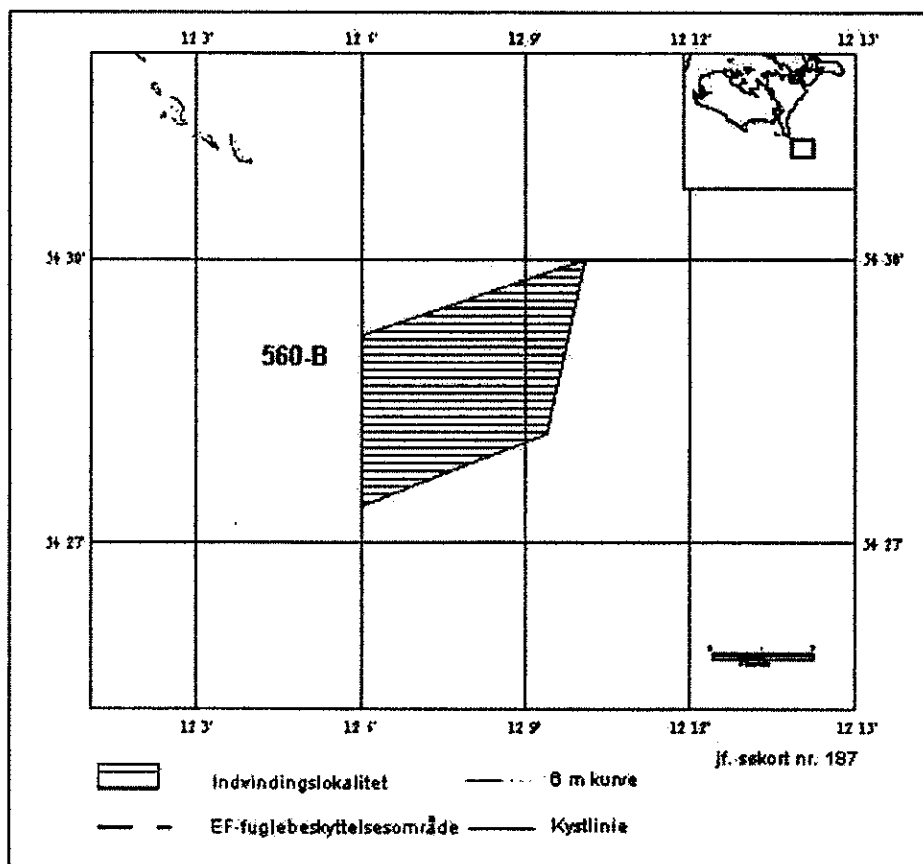 12 3' 12 6' 12 9' 12 12' 12 13'
54 30' 54 30'
560-B
54 27' 54 27'
12 3' 12 6' 12 9' 12 12' 12 13'
jf. søkort nr. 187
Indvindingslokalitet 6 m kurve
EF-fuglebeskyttelsesområde Kystlinie